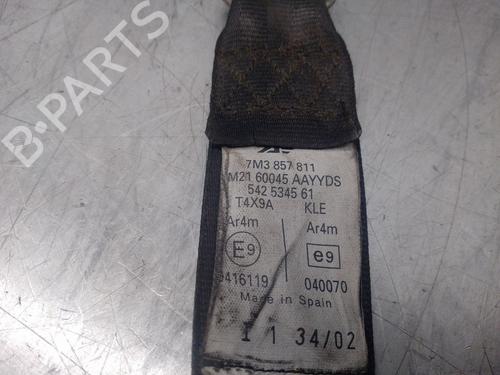 B-PARTS
7M3 857 811
M21 60045 AAYYDS
542 5345 61
T4X9A KLE
Ar4m Ar4m
E9 e9
0416119 040070
Made in Spain
I 1 34/02